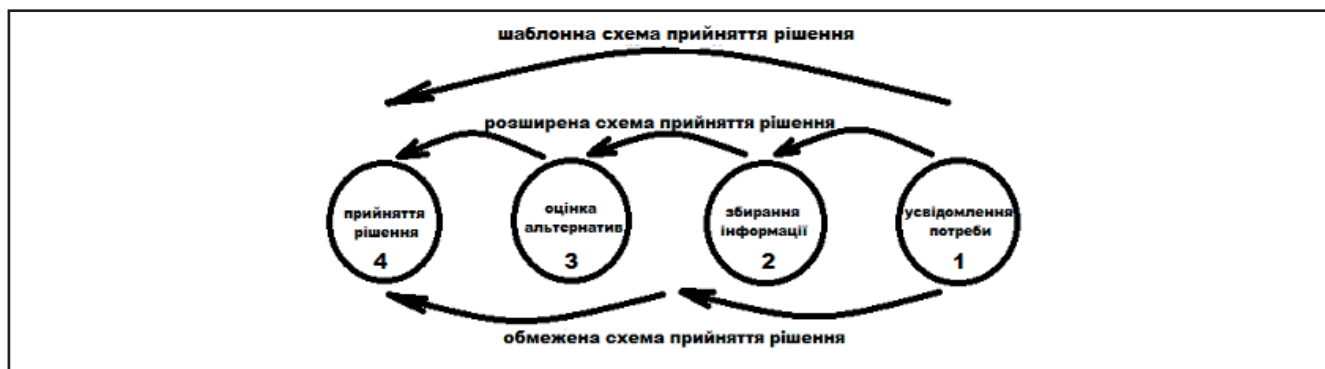 шаблонна схема прийняття рішення
розширена схема прийняття рішення
прийняття
рішення
4
оцінка
альтернатив
3
збирання
інформації
2
усвідомлення
потреби
1
обмежена схема прийняття рішення